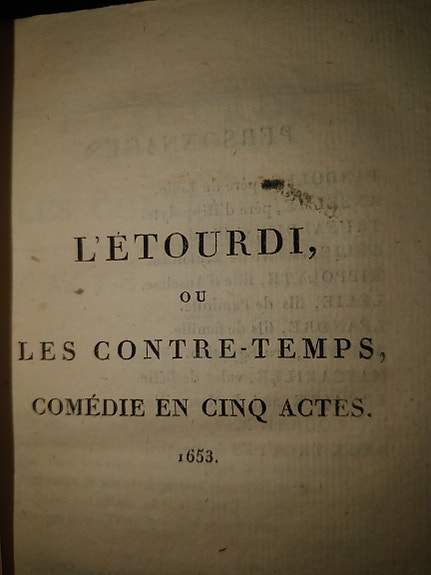 L'ÉTOURDI,
OU
LES CONTRE-TEMPS,
COMÉDIE EN CINQ ACTES.
1653.